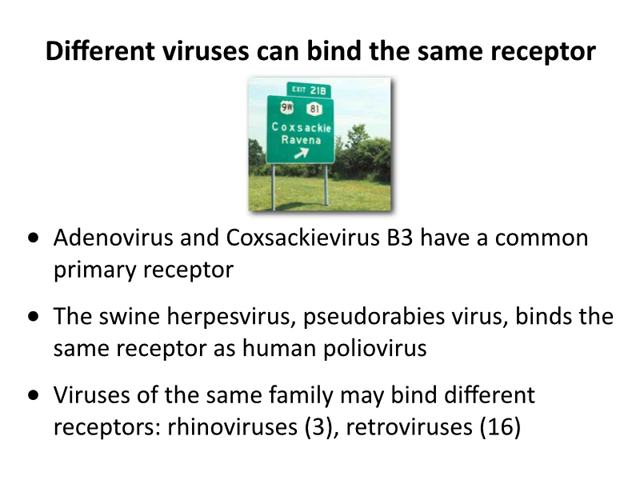 Different viruses can bind the same receptor
EXIT 21B
9W 81
Coxsackie
Ravena
• Adenovirus and Coxsackievirus B3 have a common
primary receptor
• The swine herpesvirus, pseudorabies virus, binds the
same receptor as human poliovirus
• Viruses of the same family may bind different
receptors: rhinoviruses (3), retroviruses (16)